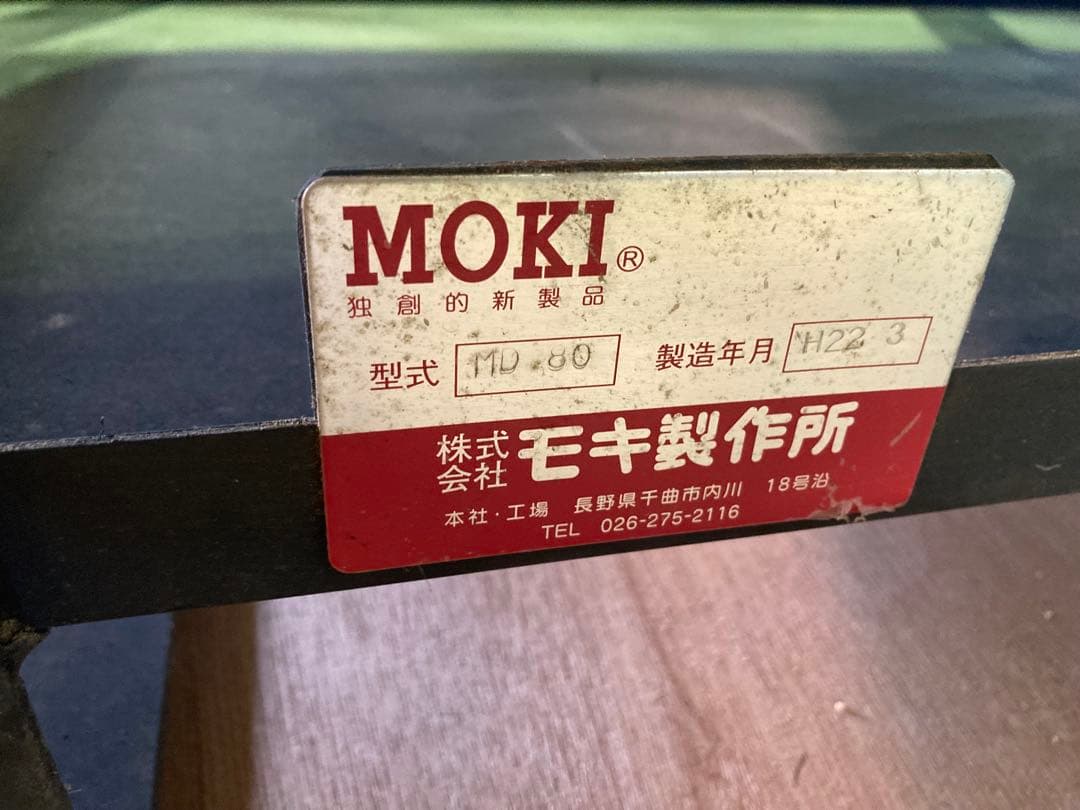 MOKI®
独創的新製品
型式 MD 80 製造年月 H22 3
株式会社 モキ製作所
本社・工場 長野県千曲市内川 18号沿
TEL 026-275-2116